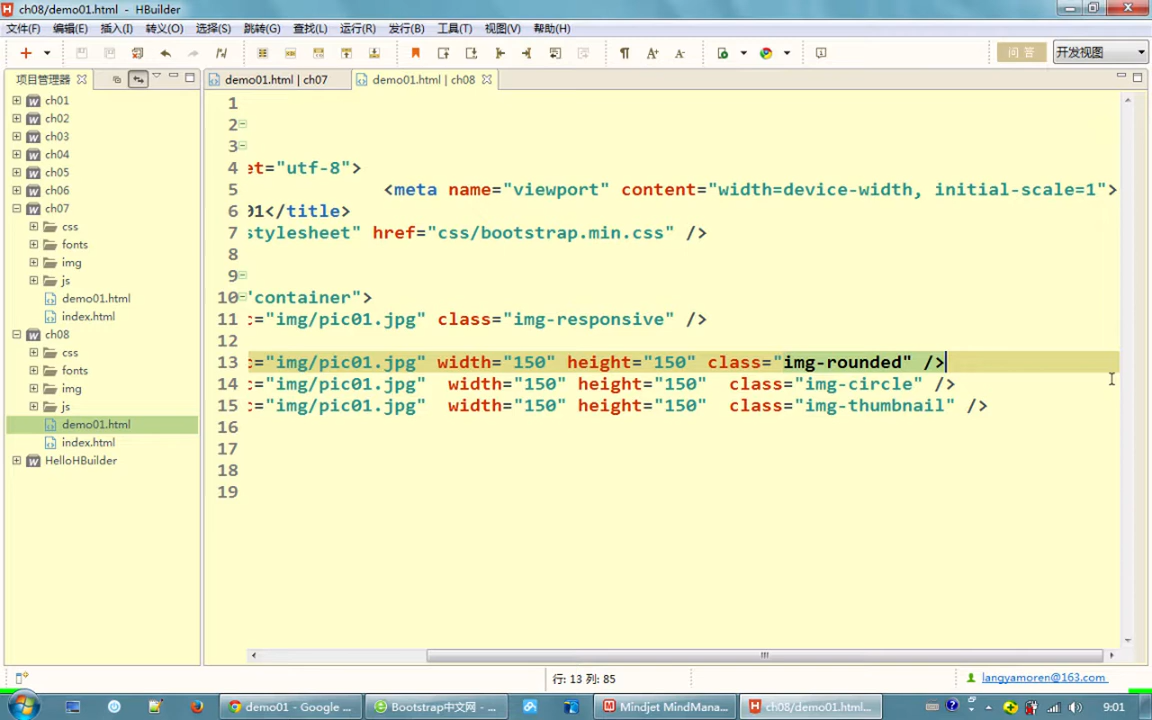 ch08/demo01.html - HBuilder
文件(F) 编辑(E) 插入(I) 转义(O) 选择(S) 跳转(G) 查找(L) 运行(R) 发行(B) 工具(T) 视图(V) 帮助(H)
问 答 开发视图
项目管理器 demo01.html | ch07 demo01.html | ch08
ch01
ch02
ch03
ch04
ch05
ch06
ch07
css
fonts
img
js
demo01.html
index.html
ch08
css
fonts
img
js
demo01.html
index.html
HelloHBuilder
1
2
3
4 et="utf-8">
5 <meta name="viewport" content="width=device-width, initial-scale=1">
6 01</title>
7 stylesheet" href="css/bootstrap.min.css" />
8
9
10 "container">
11 c="img/pic01.jpg" class="img-responsive" />
12
13 c="img/pic01.jpg" width="150" height="150" class="img-rounded" />
14 c="img/pic01.jpg" width="150" height="150" class="img-circle" />
15 c="img/pic01.jpg" width="150" height="150" class="img-thumbnail" />
16
17
18
19
行: 13 列: 85 langyamoren@163.com
demo01 - Google ... Bootstrap中文网 - ... Mindjet MindMana... ch08/demo01.html... 9:01